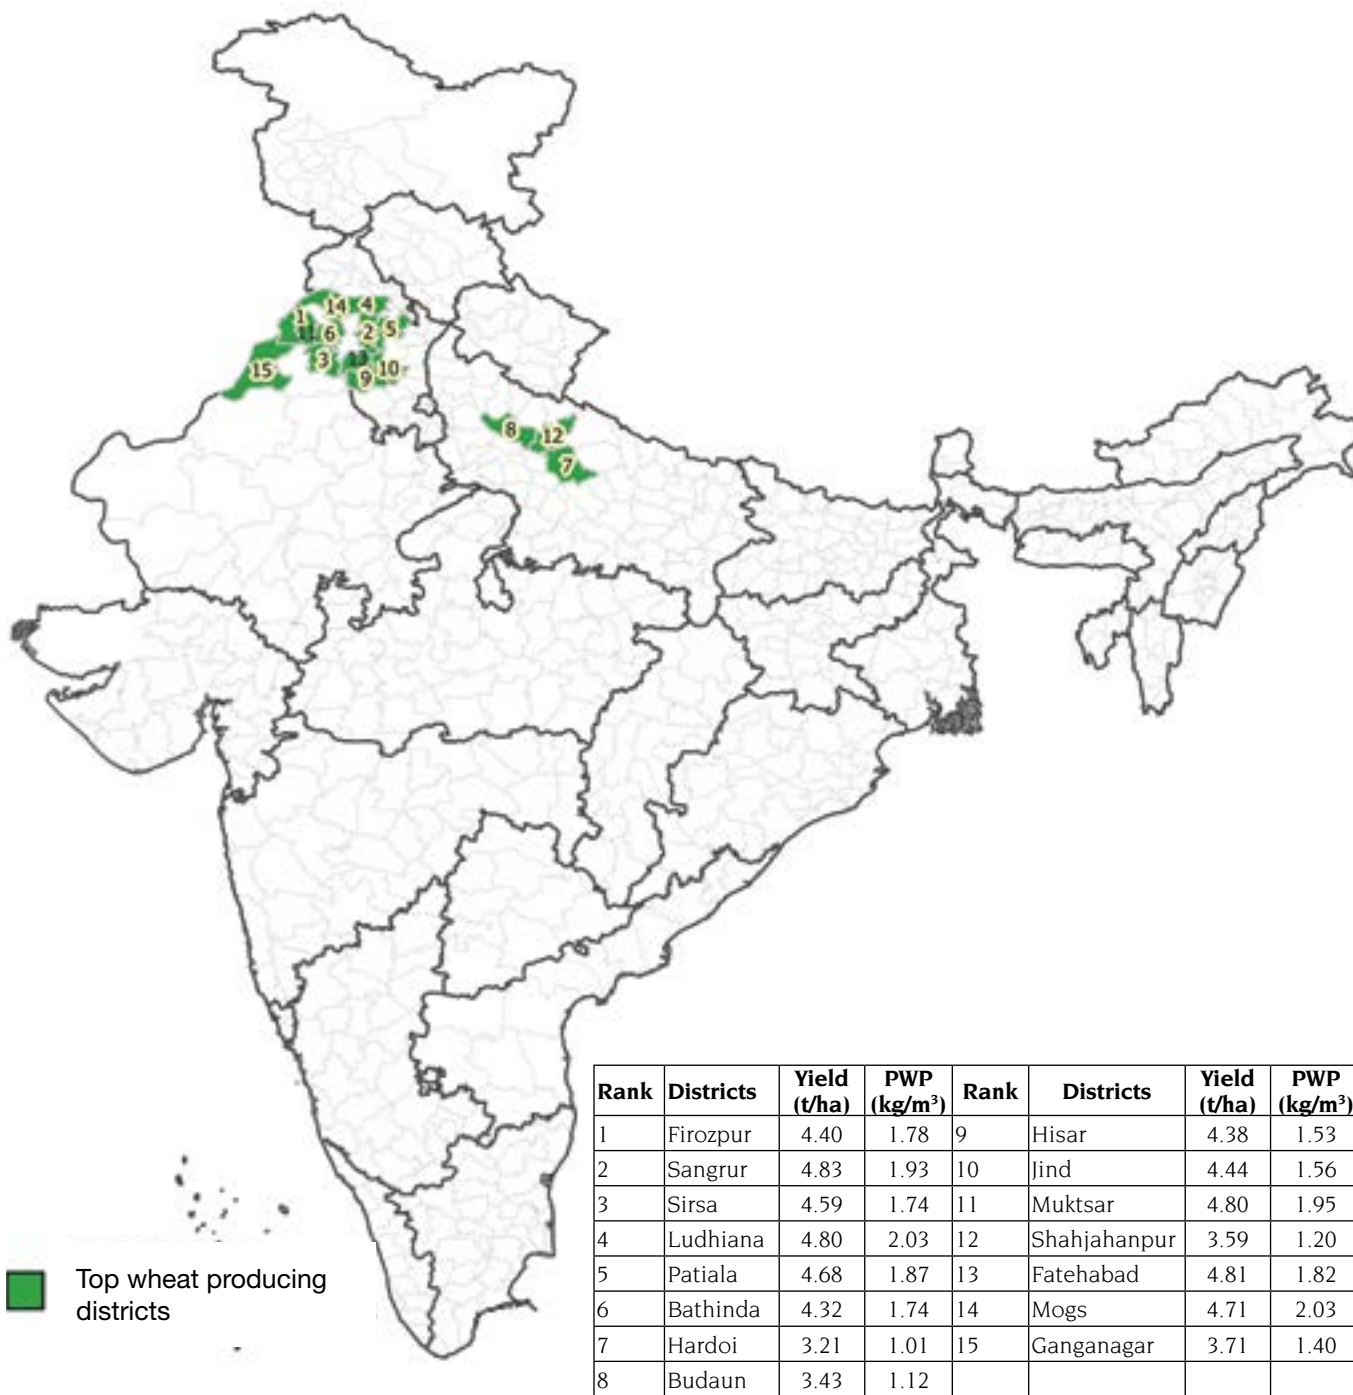 14 4
1 2 5
11 6
3 13 10
15 9
8 12
7
Rank Districts Yield (t/ha) PWP (kg/m³) Rank Districts Yield (t/ha) PWP (kg/m³)
1 Firozpur 4.40 1.78 9 Hisar 4.38 1.53
2 Sangrur 4.83 1.93 10 Jind 4.44 1.56
3 Sirsa 4.59 1.74 11 Muktsar 4.80 1.95
4 Ludhiana 4.80 2.03 12 Shahjahanpur 3.59 1.20
5 Patiala 4.68 1.87 13 Fatehabad 4.81 1.82
6 Bathinda 4.32 1.74 14 Mogs 4.71 2.03
7 Hardoi 3.21 1.01 15 Ganganagar 3.71 1.40
8 Budaun 3.43 1.12
Top wheat producing
districts